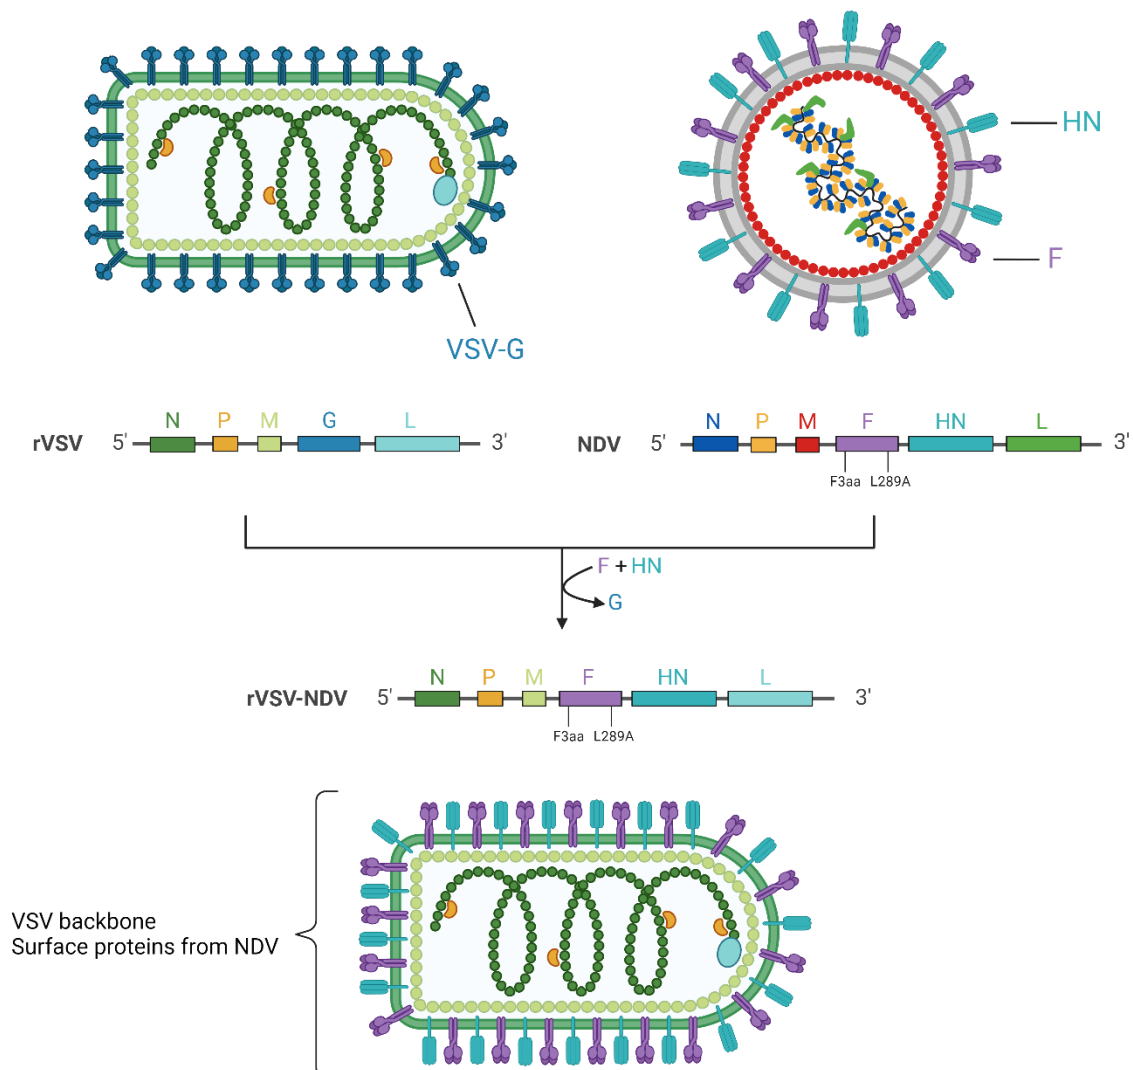 HN
F
VSV-G
N P M G L
rVSV 5' 3'
N P M F HN L
NDV 5' 3'
F3aa L289A
F + HN
G
N P M F HN L
rVSV-NDV 5' 3'
F3aa L289A
VSV backbone
Surface proteins from NDV